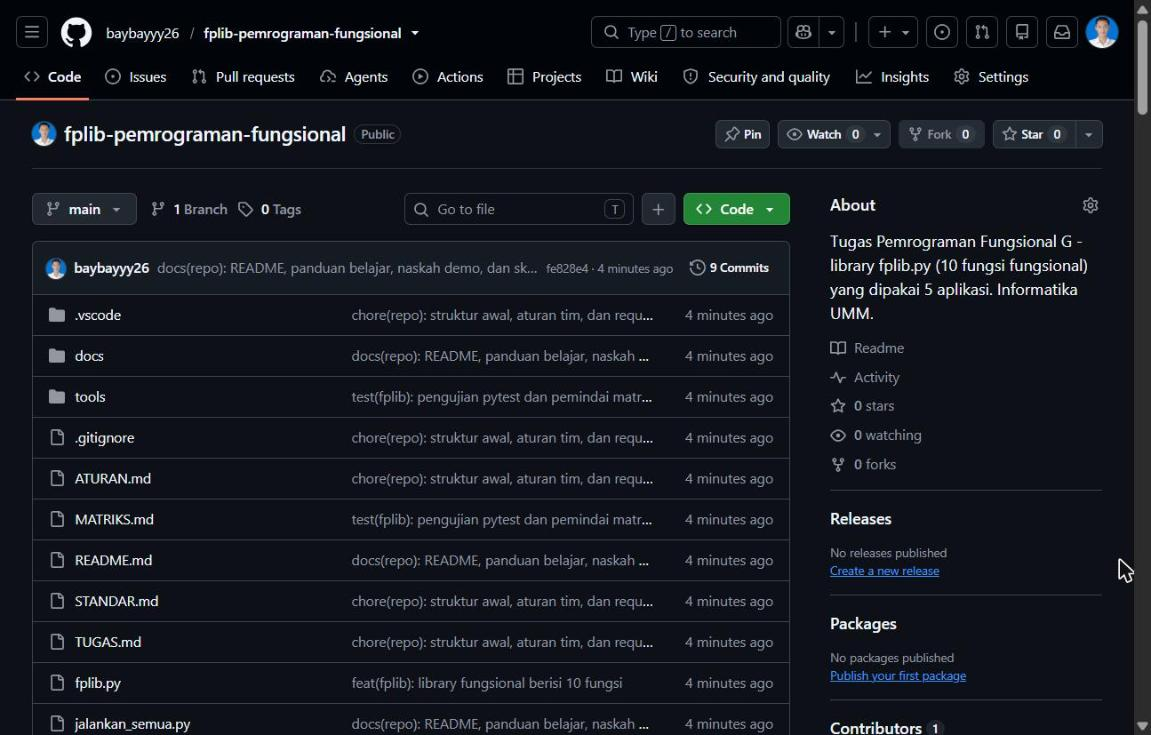 baybayyy26 / fplib-pemrograman-fungsional
Type / to search
Code Issues Pull requests Agents Actions Projects Wiki Security and quality Insights Settings
fplib-pemrograman-fungsional Public
Pin Watch 0 Fork 0 Star 0
main 1 Branch 0 Tags Go to file T Code
baybayyy26 docs(repo): README, panduan belajar, naskah demo, dan sk... fe828e4 · 4 minutes ago 9 Commits
.vscode chore(repo): struktur awal, aturan tim, dan requ... 4 minutes ago
docs docs(repo): README, panduan belajar, naskah ... 4 minutes ago
tools test(fplib): pengujian pytest dan pemindai matr... 4 minutes ago
.gitignore chore(repo): struktur awal, aturan tim, dan requ... 4 minutes ago
ATURAN.md chore(repo): struktur awal, aturan tim, dan requ... 4 minutes ago
MATRIKS.md test(fplib): pengujian pytest dan pemindai matr... 4 minutes ago
README.md docs(repo): README, panduan belajar, naskah ... 4 minutes ago
STANDAR.md chore(repo): struktur awal, aturan tim, dan requ... 4 minutes ago
TUGAS.md chore(repo): struktur awal, aturan tim, dan requ... 4 minutes ago
fplib.py feat(fplib): library fungsional berisi 10 fungsi 4 minutes ago
jalankan_semua.py docs(repo): README, panduan belajar, naskah ... 4 minutes ago
About
Tugas Pemrograman Fungsional G -
library fplib.py (10 fungsi fungsional)
yang dipakai 5 aplikasi. Informatika
UMM.
Readme
Activity
0 stars
0 watching
0 forks
Releases
No releases published
Create a new release
Packages
No packages published
Publish your first package
Contributors 1